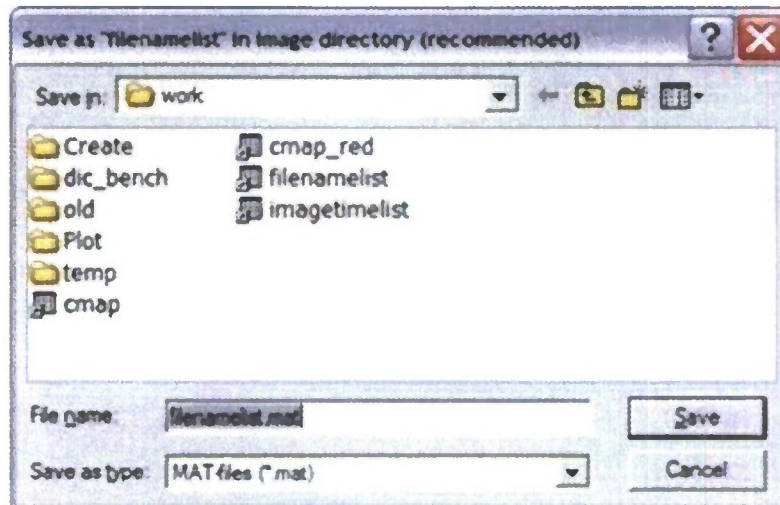 Save as "filenamelist" in image directory (recommended)
Save in: work
Create
dic_bench
old
Plot
temp
cmap
cmap_red
filenamelist
imagetimelist
File name: filenamelist.mat
Save
Save as type: MAT-files (*.mat)
Cancel